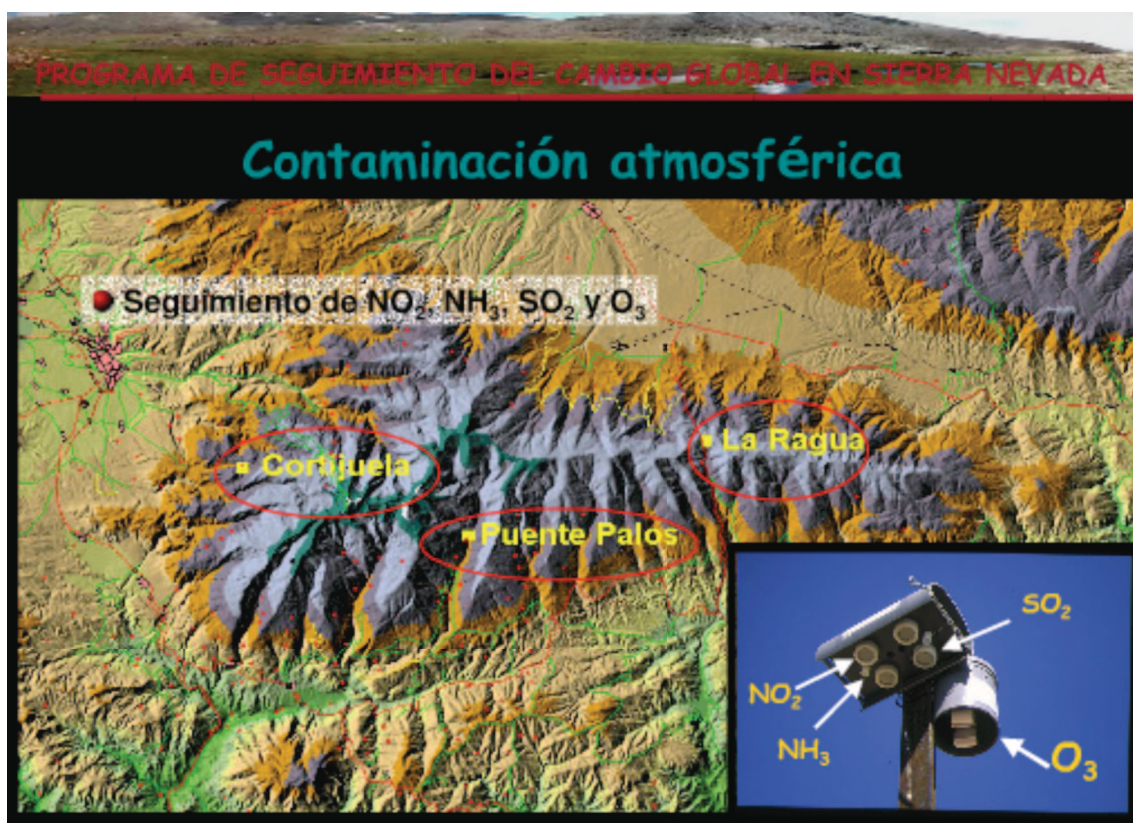 PROGRAMA DE SEGUIMIENTO DEL CAMBIO GLOBAL EN SIERRA NEVADA
Contaminación atmosférica
Seguimiento de NO₂, NH₃, SO₂ y O₃
La Ragua
Cortijuela
Puente Palos
SO₂
NO₂
NH₃
O₃